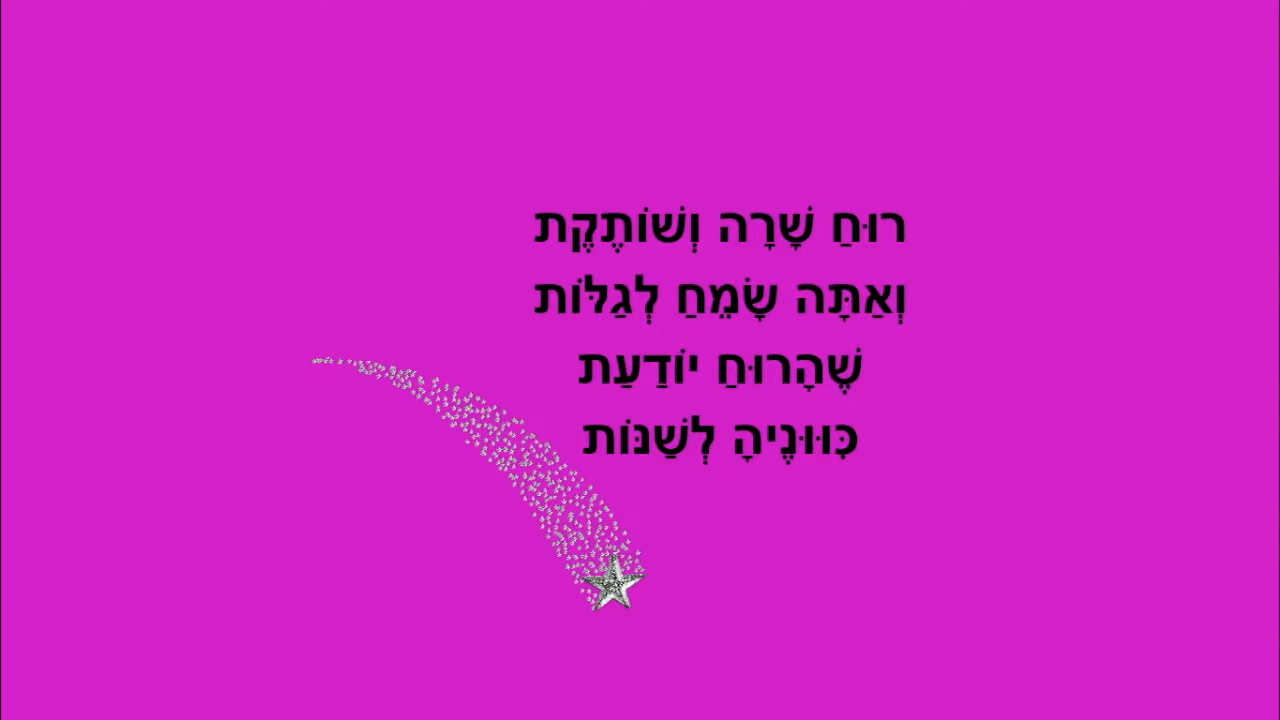 רוּחַ שָׁרָה וְשׁוֹתֶקֶת
וְאַתָּה שָׂמֵחַ לְגַלּוֹת
שֶׁהָרוּחַ יוֹדַעַת
כִּוּוּנֶיהָ לְשַׁנּוֹת